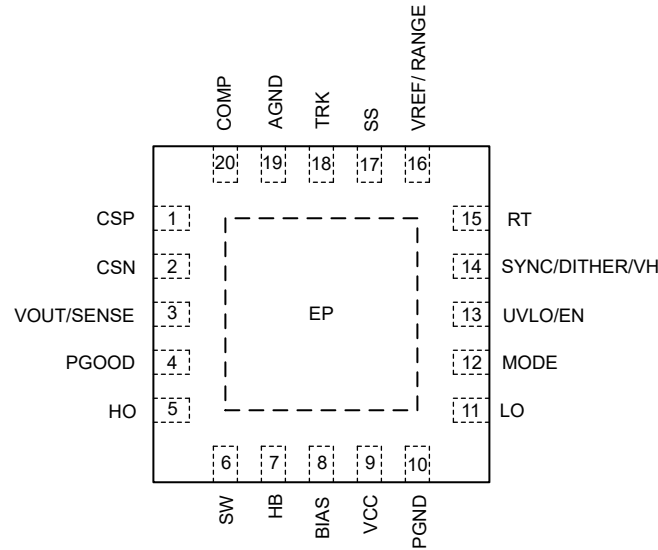 COMP
AGND
TRK
SS
VREF/ RANGE
20
19
18
17
16
CSP 1
15 RT
CSN 2
14 SYNC/DITHER/VH
VOUT/SENSE 3
EP
13 UVLO/EN
PGOOD 4
12 MODE
HO 5
11 LO
6
7
8
9
10
SW
HB
BIAS
VCC
PGND